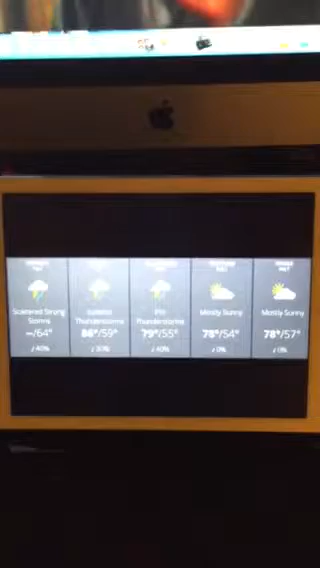 Scattered Strong
Storms
--/64°
40%
Isolated
Thunderstorms
86°/59°
30%
PM
Thunderstorms
79°/55°
40%
Mostly Sunny
75°/54°
0%
Mostly Sunny
78°/57°
0%